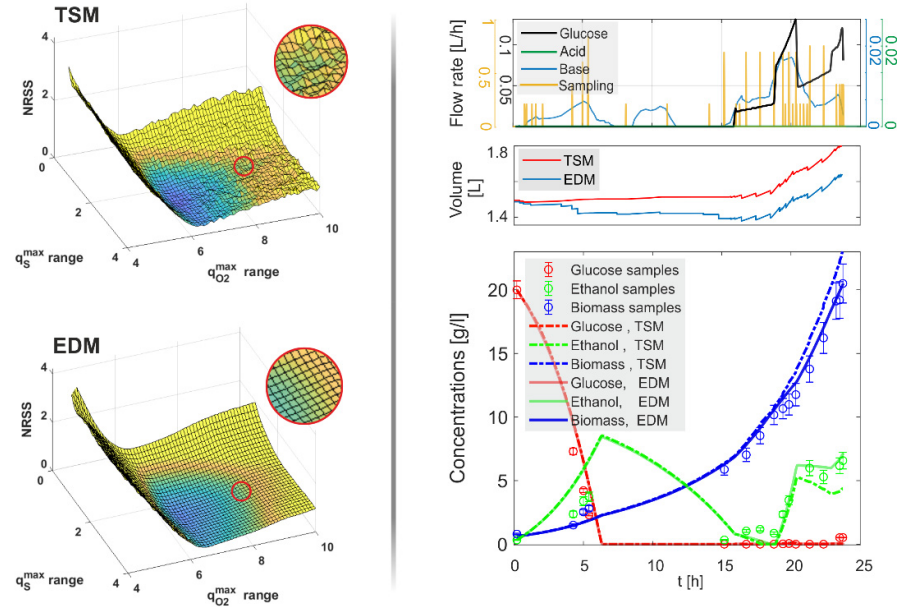 TSM
4
2
0
NRSS
0
2
4
4
6
8
10
q_S^max range
q_O2^max range
EDM
4
2
0
NRSS
0
2
4
4
6
8
10
q_S^max range
q_O2^max range
1
0.5
0
Flow rate [L/h]
0.1
0.05
Glucose
Acid
Base
Sampling
0.02
0.01
0
0.02
0.01
0
1.8
1.4
Volume
[L]
TSM
EDM
20
15
10
5
0
Concentrations [g/l]
Glucose samples
Ethanol samples
Biomass samples
Glucose , TSM
Ethanol , TSM
Biomass , TSM
Glucose, EDM
Ethanol, EDM
Biomass, EDM
0
5
10
15
20
25
t [h]